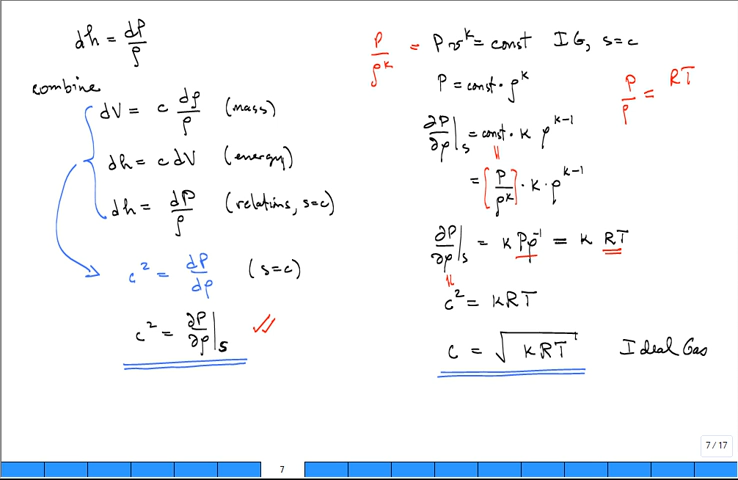 dh = dP/ρ
combine
dV = c dρ/ρ (mass)
dh = c dV (energy)
dh = dP/ρ (relations, s=c)
c² = dP/dρ (s=c)
c² = ∂P/∂ρ|s
P/ρᵏ = Pvᵏ = const IG, s=c
P = const · ρᵏ
P/ρ = RT
∂P/∂ρ|s = const · k ρᵏ⁻¹
= [P/ρᵏ] · k · ρᵏ⁻¹
∂P/∂ρ|s = k Pρ⁻¹ = k RT
c² = kRT
c = √kRT Ideal Gas
7 / 17
7